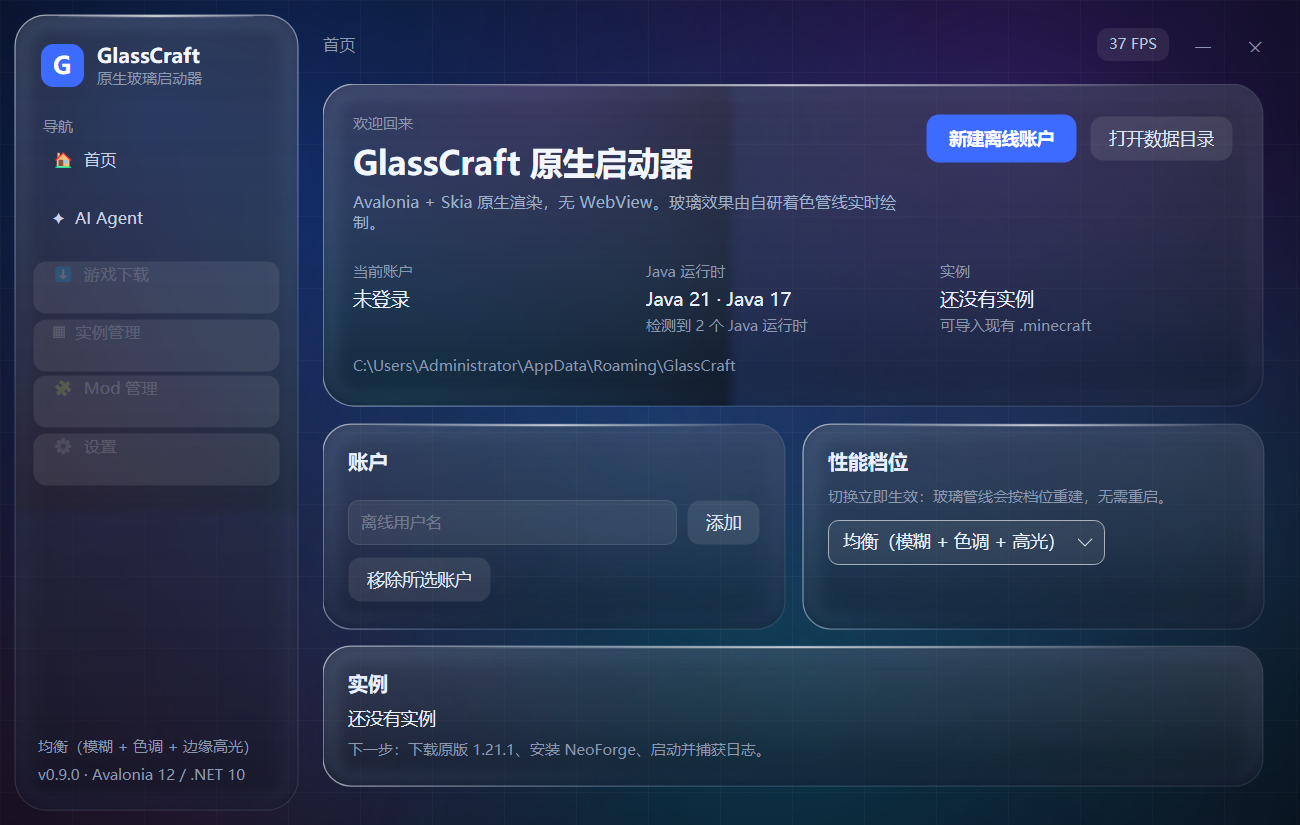 G
GlassCraft
原生玻璃启动器
导航
首页
AI Agent
游戏下载
实例管理
Mod 管理
设置
均衡（模糊 + 色调 + 边缘高光）
v0.9.0 · Avalonia 12 / .NET 10
首页
37 FPS
欢迎回来
GlassCraft 原生启动器
Avalonia + Skia 原生渲染，无 WebView。玻璃效果由自研着色管线实时绘
制。
新建离线账户
打开数据目录
当前账户
未登录
Java 运行时
Java 21 · Java 17
检测到 2 个 Java 运行时
实例
还没有实例
可导入现有 .minecraft
C:\Users\Administrator\AppData\Roaming\GlassCraft
账户
离线用户名
添加
移除所选账户
性能档位
切换立即生效：玻璃管线会按档位重建，无需重启。
均衡（模糊 + 色调 + 高光）
实例
还没有实例
下一步：下载原版 1.21.1、安装 NeoForge、启动并捕获日志。